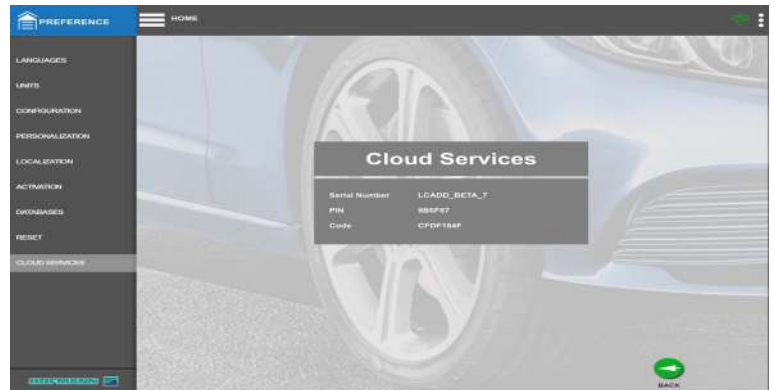 PREFERENCE
HOME
LANGUAGES
UNITS
CONFIGURATION
PERSONALIZATION
LOCALIZATION
ACTIVATION
DATABASES
RESET
CLOUD SERVICES
Cloud Services
Serial Number LCADD_BETA_7
PIN
Code CFDF184F
BACK